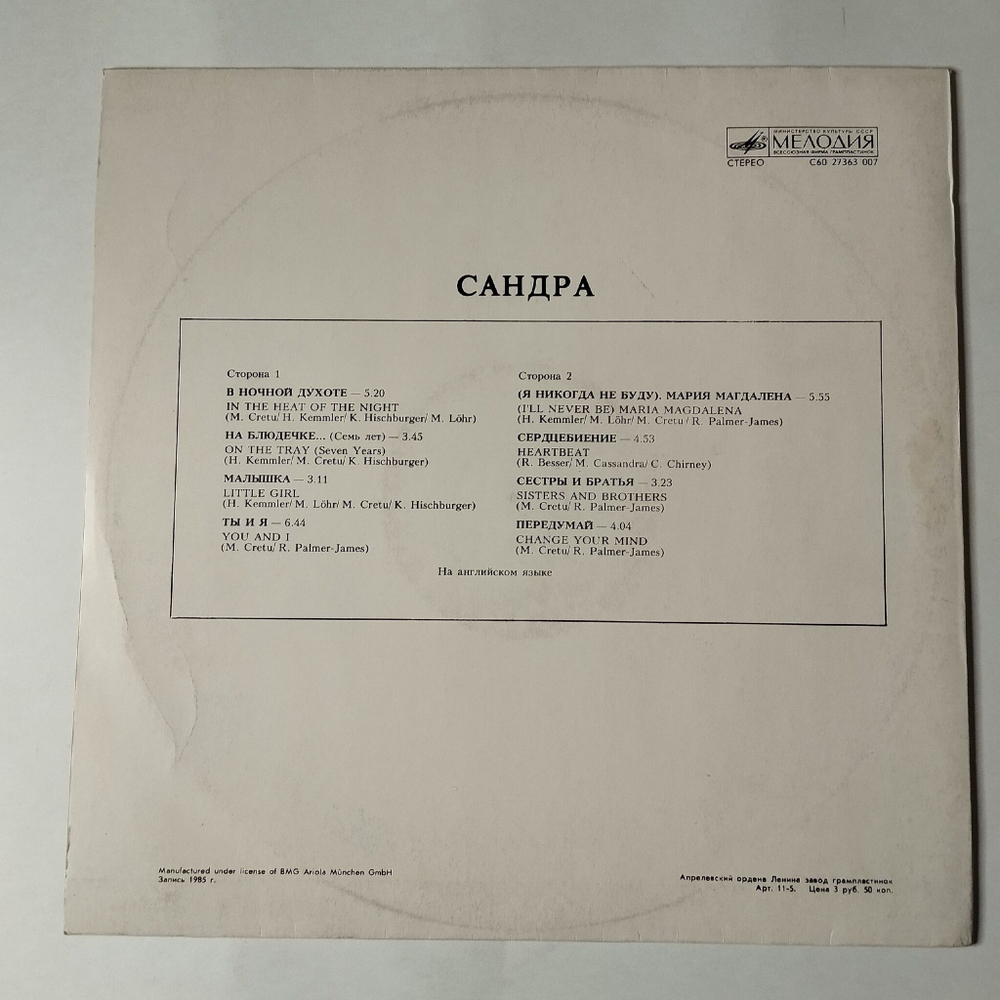 МИНИСТЕРСТВО КУЛЬТУРЫ СССР
МЕЛОДИЯ
ВСЕСОЮЗНАЯ ФИРМА ГРАМПЛАСТИНОК
СТЕРЕО С60 27363 007
САНДРА
Сторона 1
В НОЧНОЙ ДУХОТЕ — 5.20
IN THE HEAT OF THE NIGHT
(M. Cretu/ H. Kemmler/ K. Hischburger/ M. Löhr)
НА БЛЮДЕЧКЕ... (Семь лет) — 3.45
ON THE TRAY (Seven Years)
(H. Kemmler/ M. Cretu/ K. Hischburger)
МАЛЫШКА — 3.11
LITTLE GIRL
(H. Kemmler/ M. Löhr/ M. Cretu/ K. Hischburger)
ТЫ И Я — 6.44
YOU AND I
(M. Cretu/ R. Palmer-James)
Сторона 2
(Я НИКОГДА НЕ БУДУ). МАРИЯ МАГДАЛЕНА — 5.55
(I'LL NEVER BE) MARIA MAGDALENA
(H. Kemmler/ M. Löhr/ M. Cretu/ R. Palmer-James)
СЕРДЦЕБИЕНИЕ — 4.53
HEARTBEAT
(R. Besser/ M. Cassandra/ C. Chirney)
СЕСТРЫ И БРАТЬЯ — 3.23
SISTERS AND BROTHERS
(M. Cretu/ R. Palmer-James)
ПЕРЕДУМАЙ — 4.04
CHANGE YOUR MIND
(M. Cretu/ R. Palmer-James)
На английском языке
Manufactured under license of BMG Ariola München GmbH
Запись 1985 г.
Апрелевский ордена Ленина завод грампластинок
Арт. 11-5. Цена 3 руб. 50 коп.